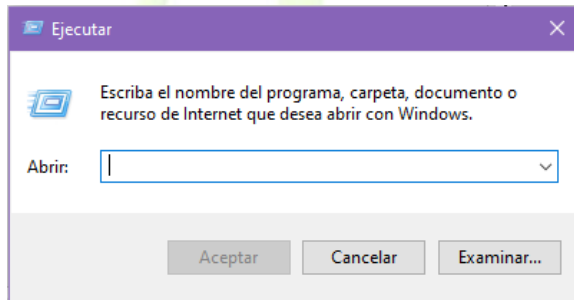 Ejecutar
Escriba el nombre del programa, carpeta, documento o
recurso de Internet que desea abrir con Windows.
Abrir:
Aceptar Cancelar Examinar...